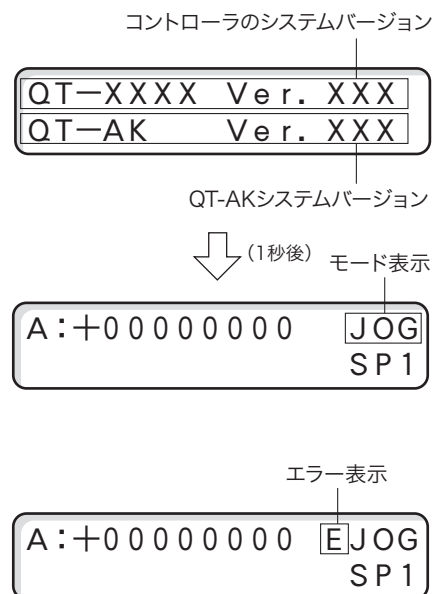 コントローラのシステムバージョン
QT−XXXX Ver. XXX
QT−AK Ver. XXX
QT-AKシステムバージョン
(1秒後)
モード表示
A:+00000000 JOG
SP1
エラー表示
A:+00000000 EJOG
SP1